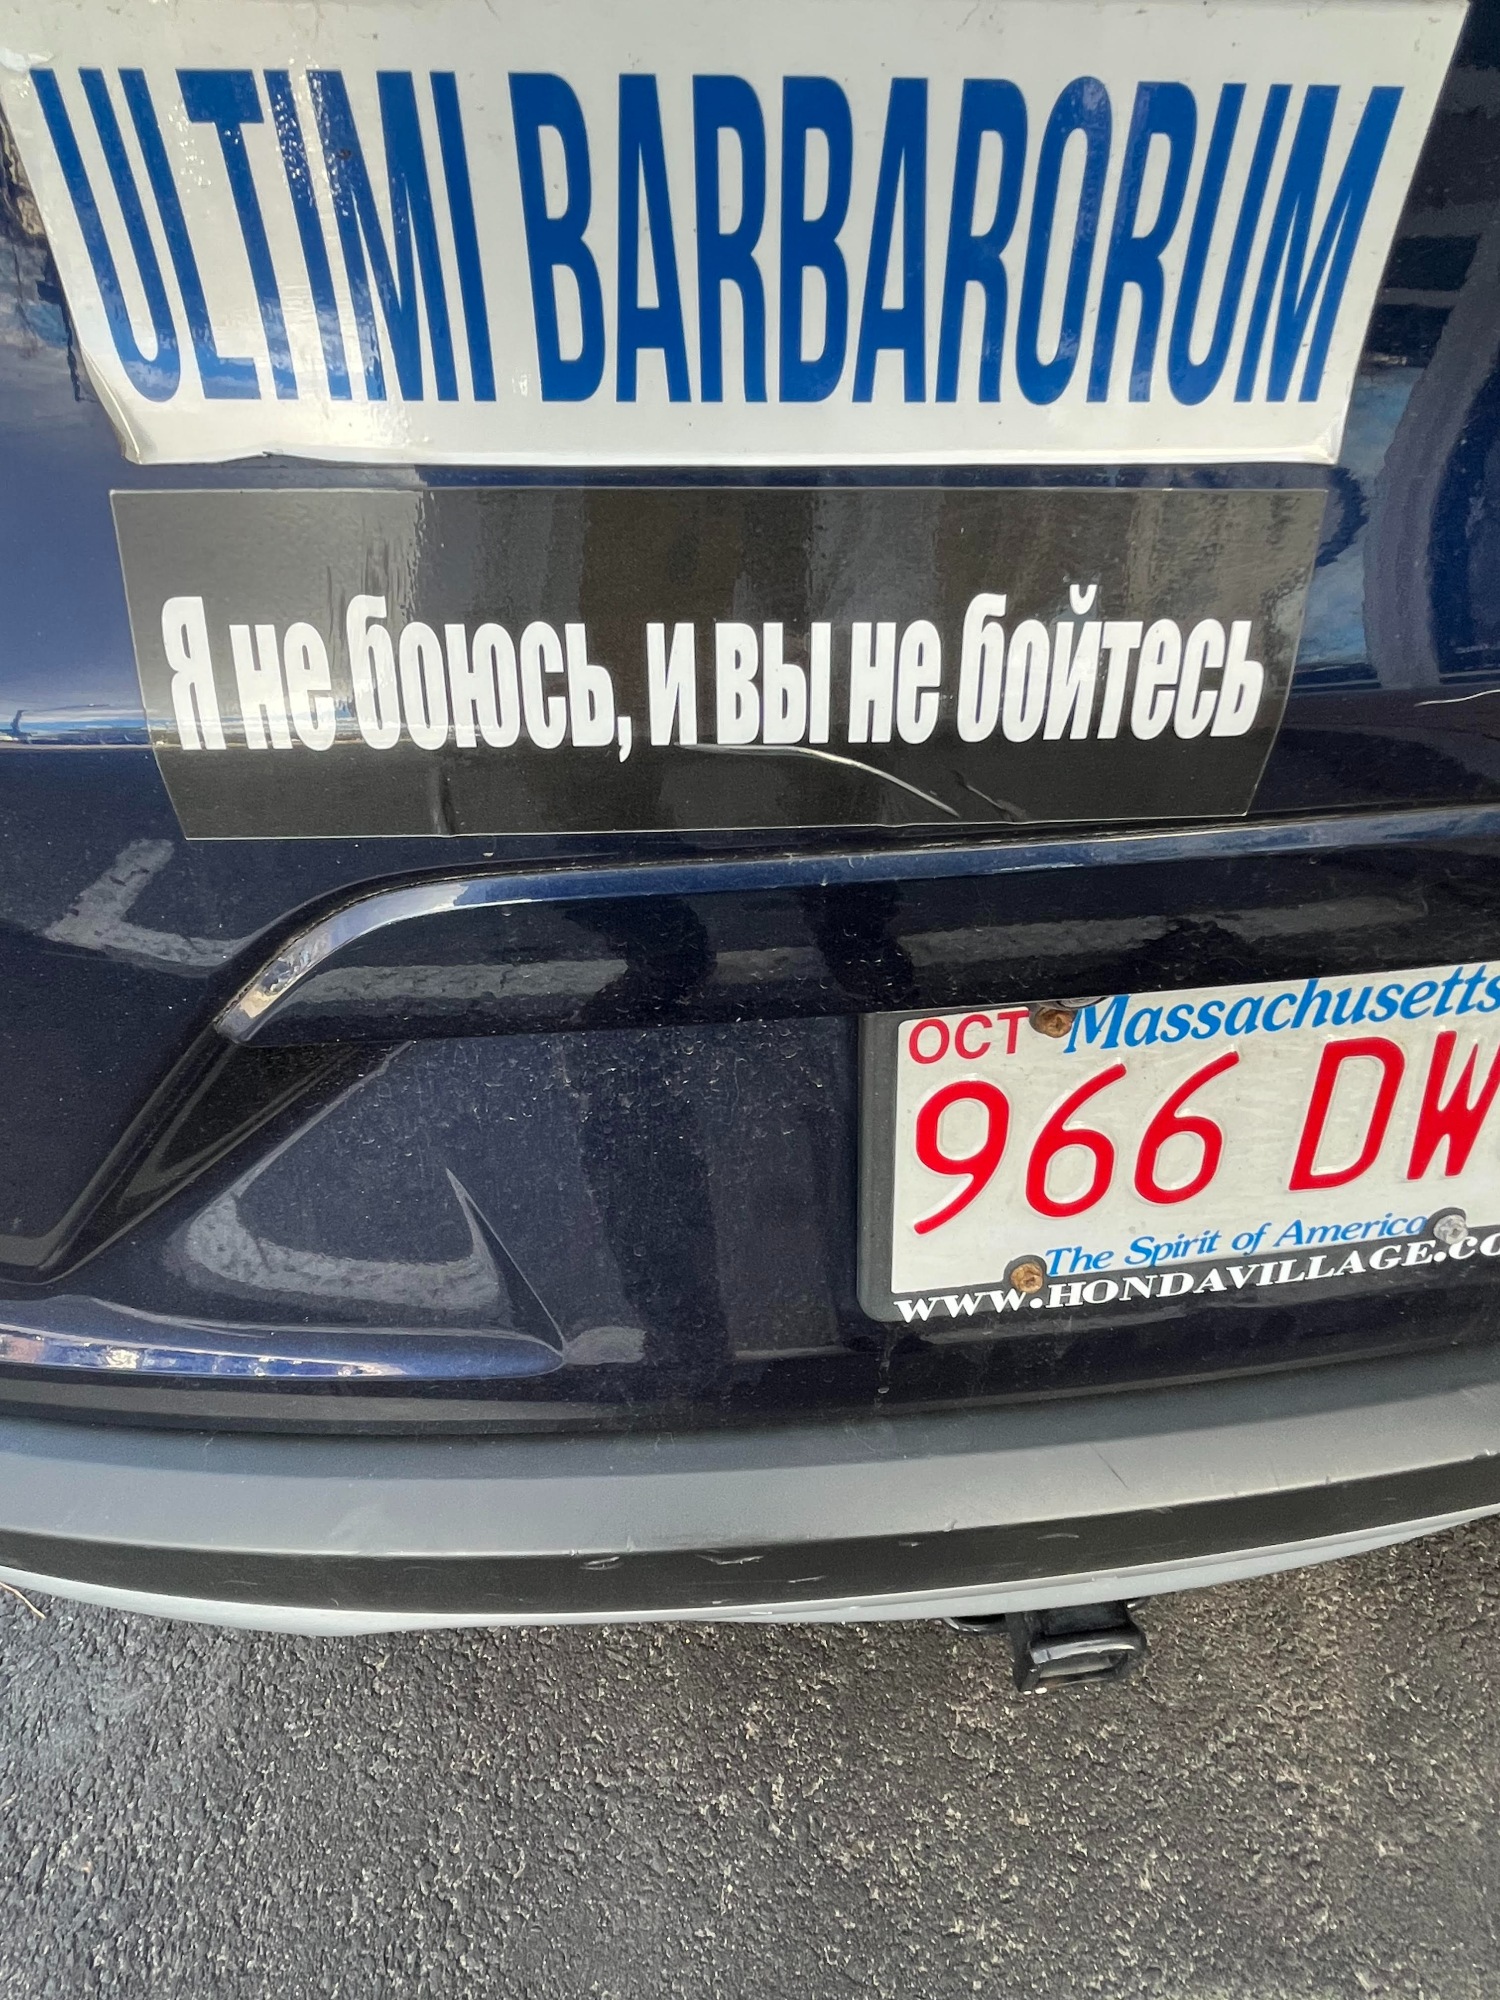 ULTIMI BARBARORUM
Я не боюсь, и вы не бойтесь
OCT Massachusetts
966 DW
The Spirit of America
WWW.HONDAVILLAGE.CO